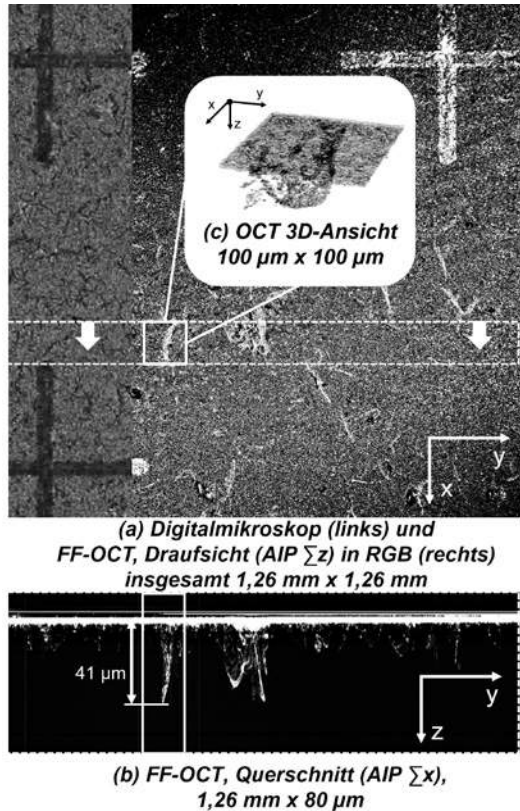 x
y
z
(c) OCT 3D-Ansicht
100 µm x 100 µm
y
x
(a) Digitalmikroskop (links) und
FF-OCT, Draufsicht (AIP ∑z) in RGB (rechts)
insgesamt 1,26 mm x 1,26 mm
41 µm
y
z
(b) FF-OCT, Querschnitt (AIP ∑x),
1,26 mm x 80 µm